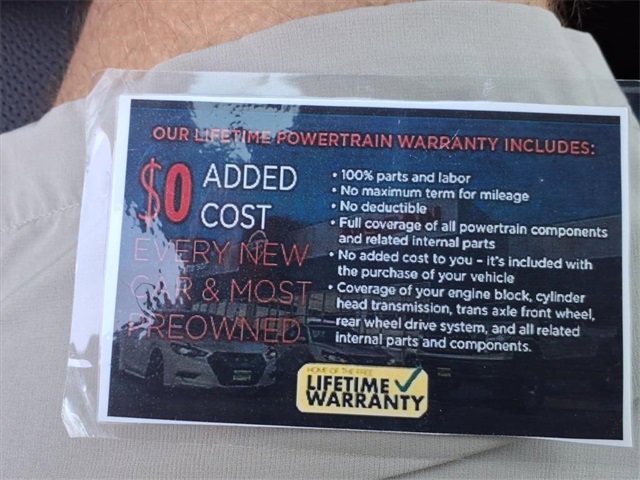 OUR LIFETIME POWERTRAIN WARRANTY INCLUDES:
$0 ADDED COST
EVERY NEW
CAR & MOST
PREOWNED
• 100% parts and labor
• No maximum term for mileage
• No deductible
• Full coverage of all powertrain components
and related internal parts
• No added cost to you - it's included with
the purchase of your vehicle
• Coverage of your engine block, cylinder
head transmission, trans axle front wheel,
rear wheel drive system, and all related
internal parts and components.
HOME OF THE FREE
LIFETIME
WARRANTY